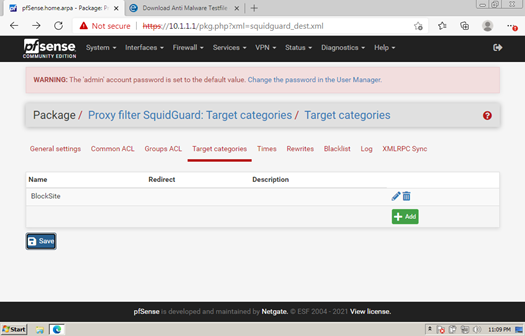 pfSense.home.arpa - Package: Pr
Download Anti Malware Testfile
Not secure
https://10.1.1.1/pkg.php?xml=squidguard_dest.xml
pfSense
COMMUNITY EDITION
System
Interfaces
Firewall
Services
VPN
Status
Diagnostics
Help
WARNING: The 'admin' account password is set to the default value. Change the password in the User Manager.
Package / Proxy filter SquidGuard: Target categories / Target categories
General settings
Common ACL
Groups ACL
Target categories
Times
Rewrites
Blacklist
Log
XMLRPC Sync
Name
Redirect
Description
BlockSite
Add
Save
pfSense is developed and maintained by Netgate. © ESF 2004 - 2021 View license.
Start
11:09 PM